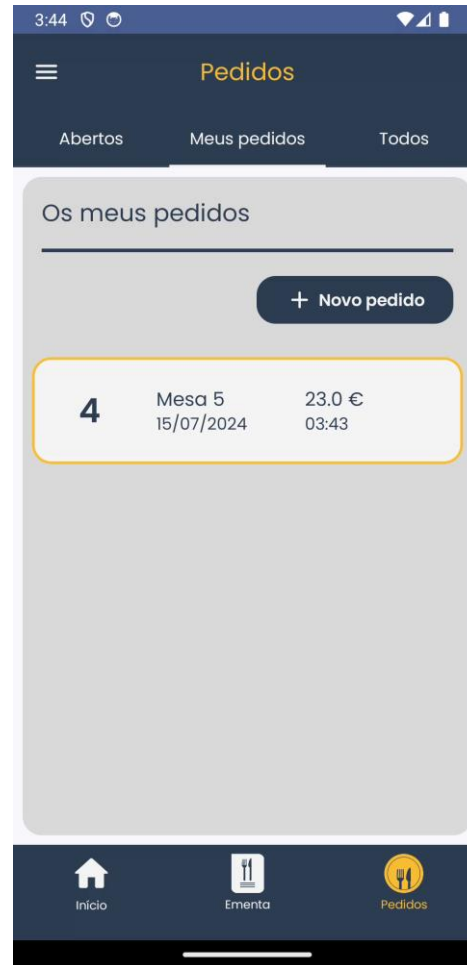 3:44
Pedidos
Abertos Meus pedidos Todos
Os meus pedidos
+ Novo pedido
4 Mesa 5 23.0 €
15/07/2024 03:43
Início Ementa Pedidos